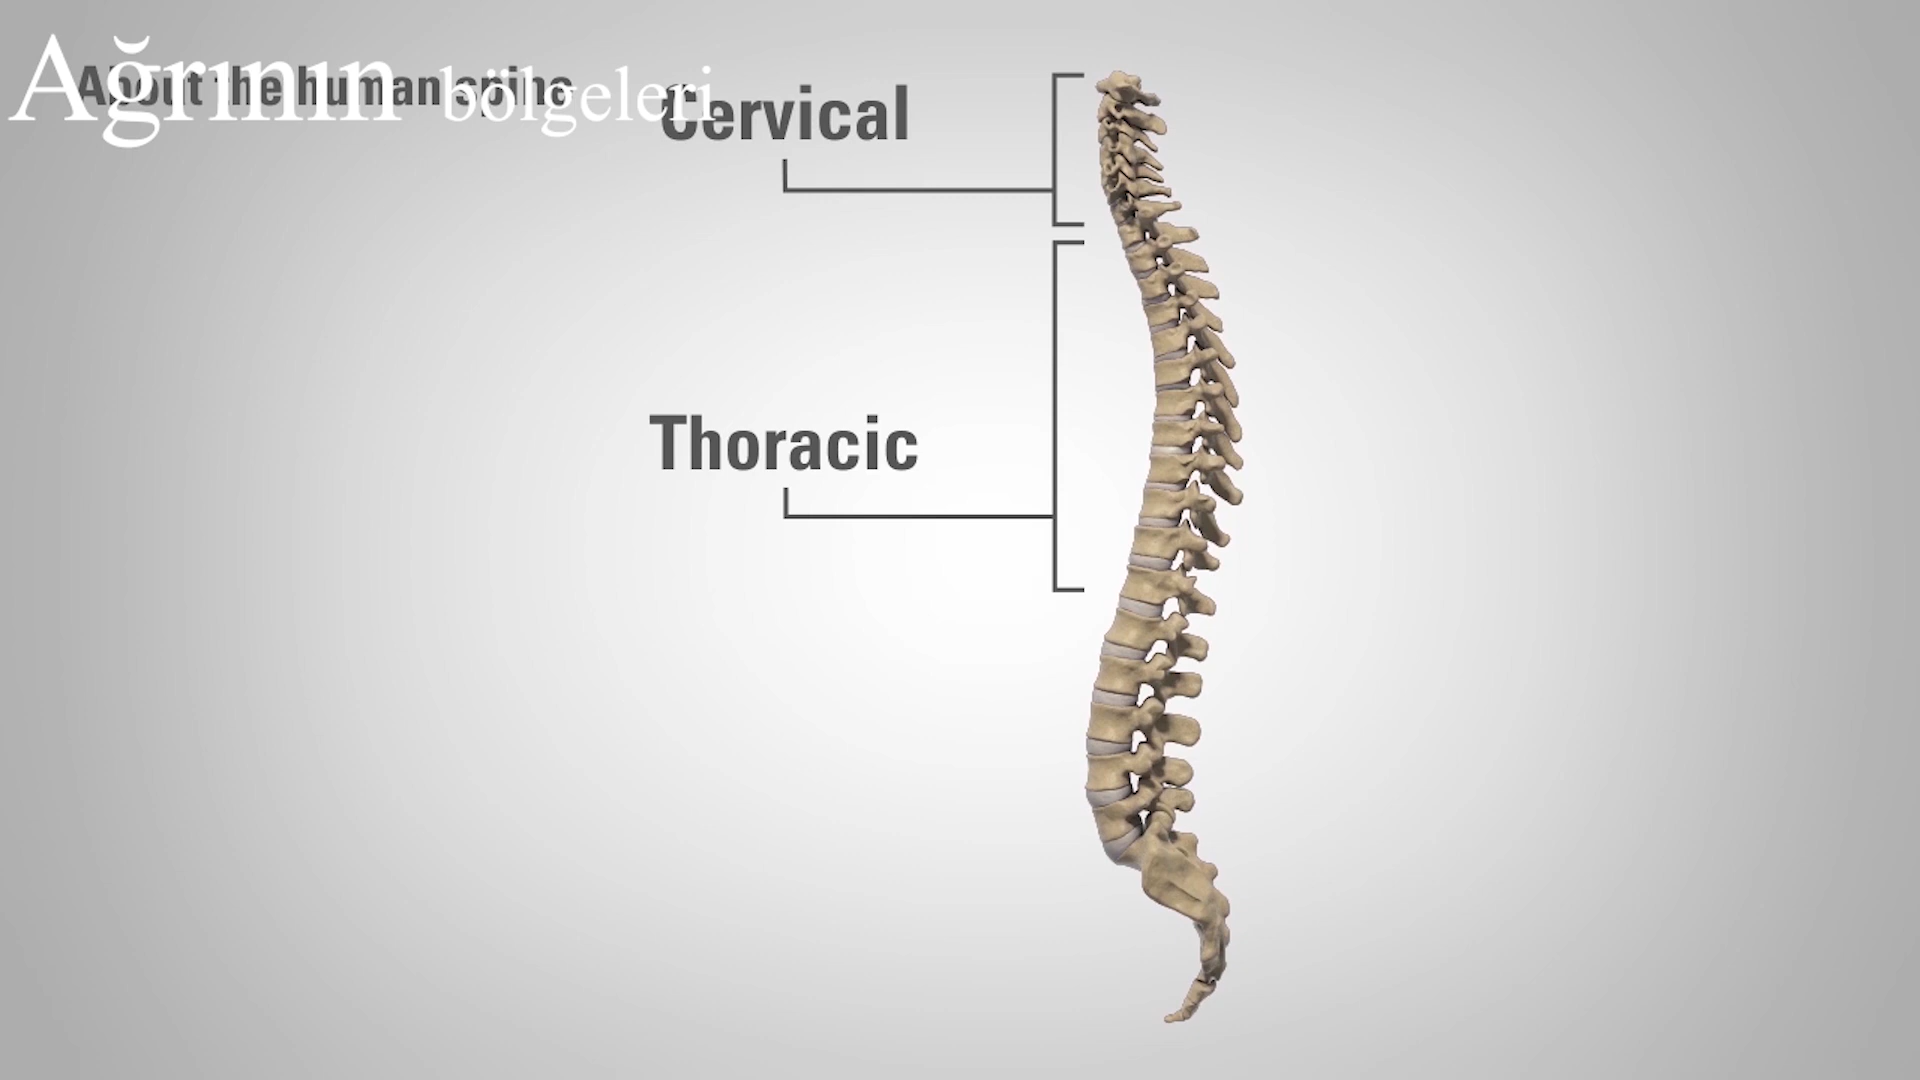 Ağrının bölgeleri
About the human spine
Cervical
Thoracic